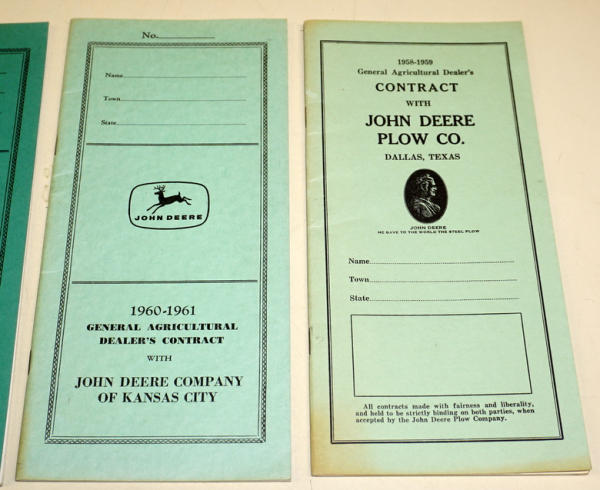 No.
Name
Town
State
JOHN DEERE
1960-1961
GENERAL AGRICULTURAL
DEALER'S CONTRACT
WITH
JOHN DEERE COMPANY
OF KANSAS CITY
1958-1959
General Agricultural Dealer's
CONTRACT
WITH
JOHN DEERE
PLOW CO.
DALLAS, TEXAS
JOHN DEERE
HE GAVE TO THE WORLD THE STEEL PLOW
Name
Town
State
All contracts made with fairness and liberality,
and held to be strictly binding on both parties, when
accepted by the John Deere Plow Company.